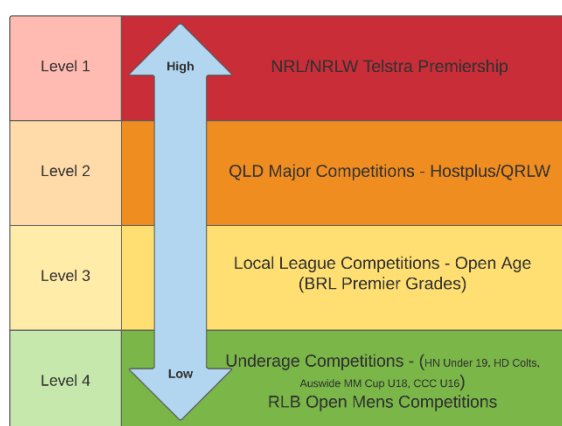 Level 1
High
NRL/NRLW Telstra Premiership
Level 2
QLD Major Competitions - Hostplus/QRLW
Level 3
Local League Competitions - Open Age
(BRL Premier Grades)
Level 4
Low
Underage Competitions - (HN Under 19, HD Colts,
Auswide MM Cup U18, CCC U16)
RLB Open Mens Competitions